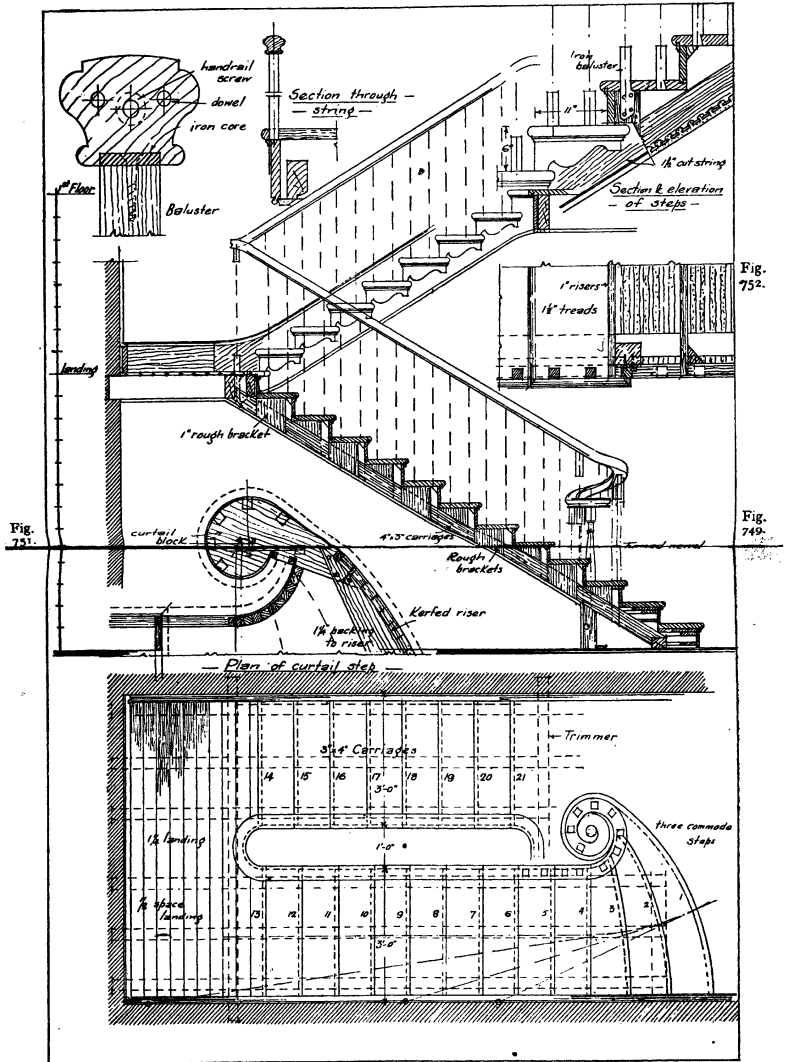 handrail
screw
dowel
iron core
Baluster
Section through
string
Iron
baluster
11"
6"
1½" cut string
Section & elevation
of steps
1st Floor
Fig.
752.
1" risers
1½" treads
landing
1" rough bracket
Fig.
751.
curtail
block
4"x3" carriages
Rough
brackets
Fig.
749.
Turned newel
Kerfed riser
1¼" backing
to riser
Plan of curtail step
Trimmer
3"x4" Carriages
14 15 16 17 18 19 20 21
3'-0"
three commode
steps
1'-0"
landing
½ space
landing
13 12 11 10 9 8 7 6 5 4 3 2 1
3'-0"